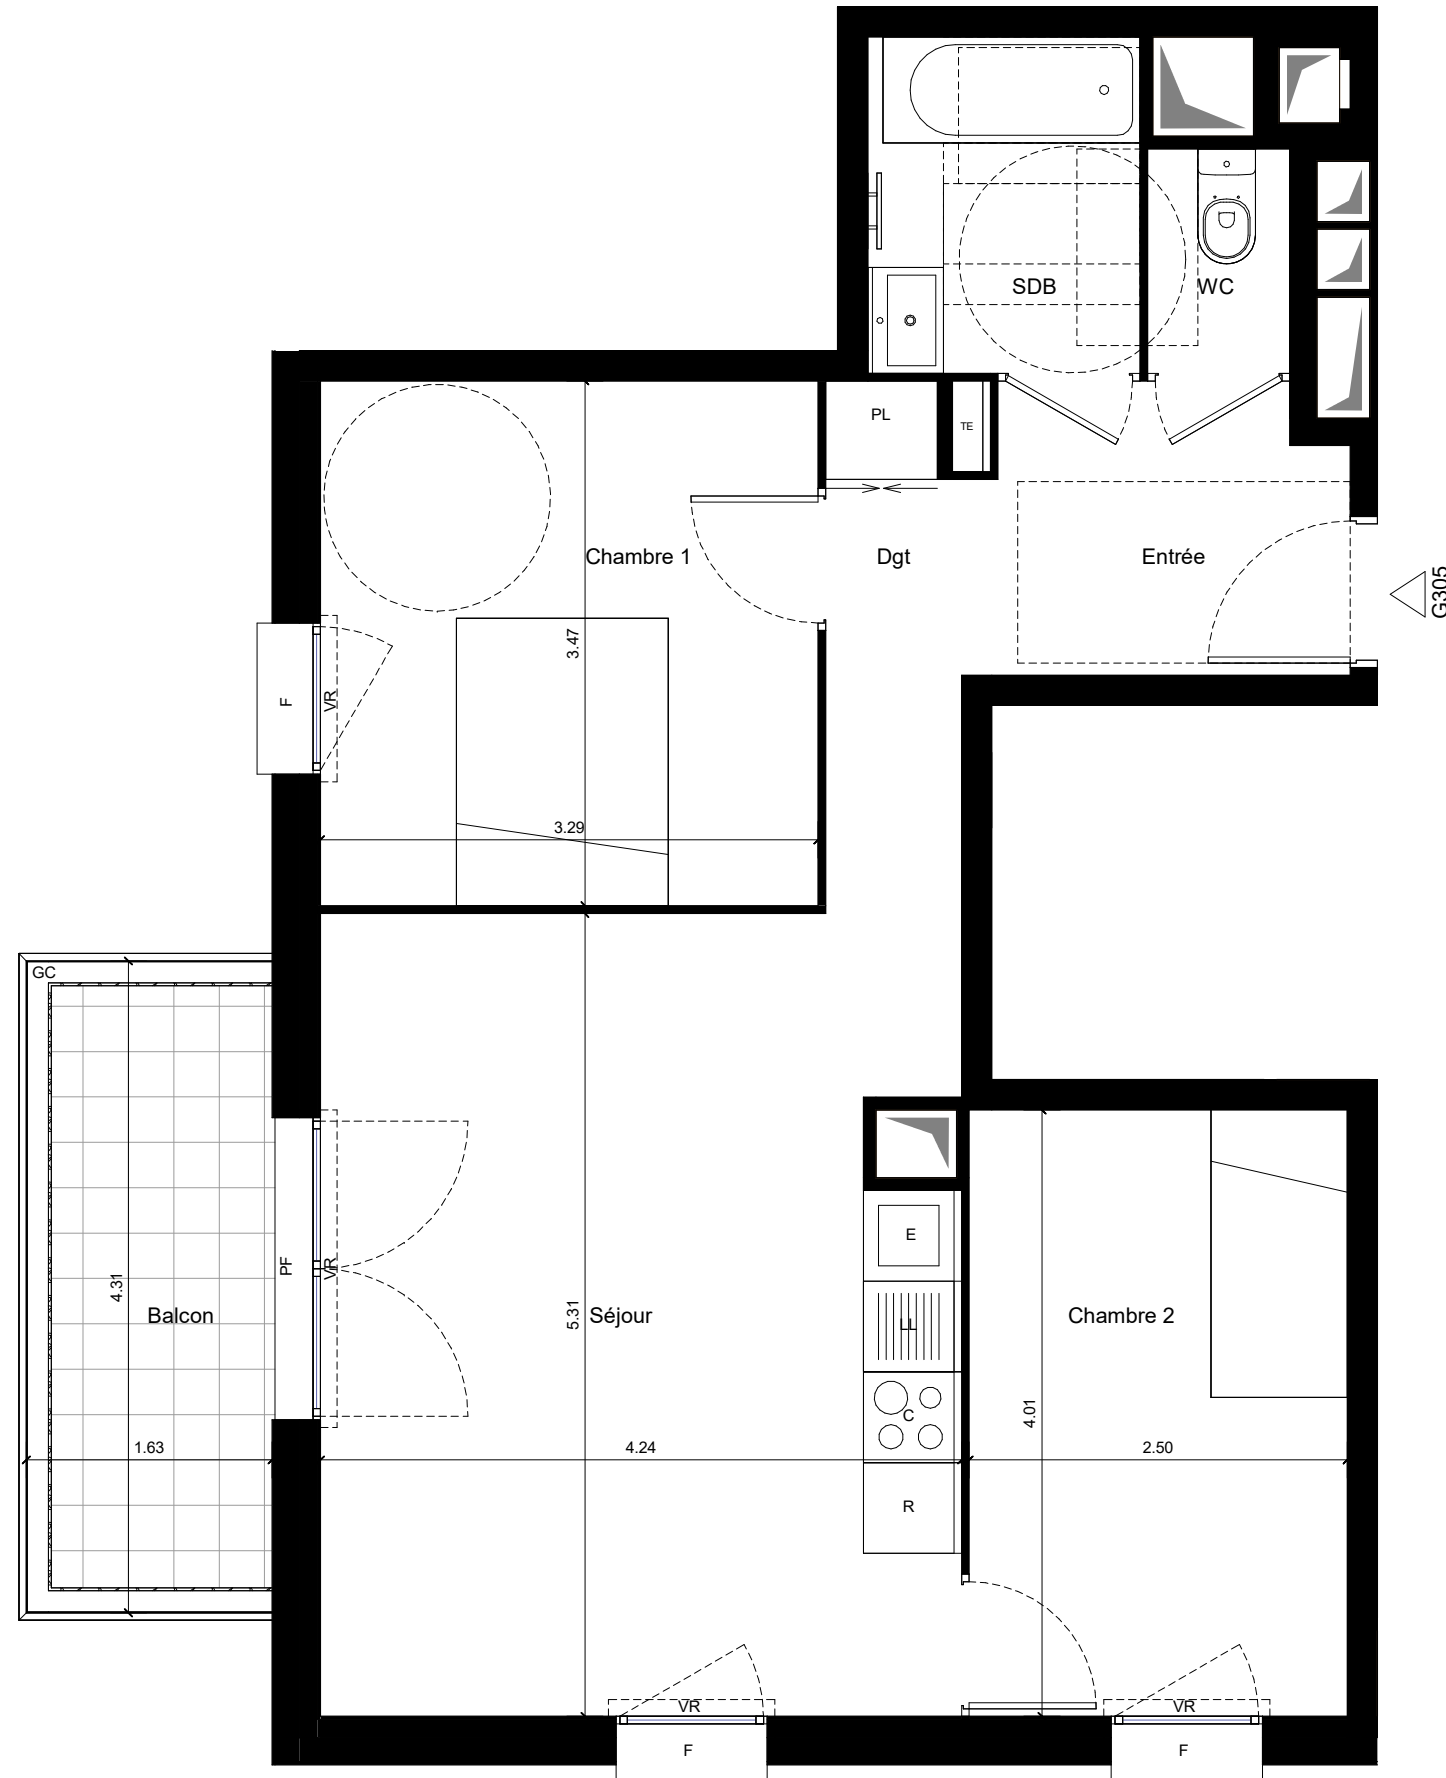 SDB
WC
PL
TE
Chambre 1
Dgt
Entrée
G305
3.47
F
VR
3.29
GC
E
PF
VR
4.31
Balcon
5.31
Séjour
LL
Chambre 2
C
4.01
1.63
4.24
2.50
R
VR
VR
F
F